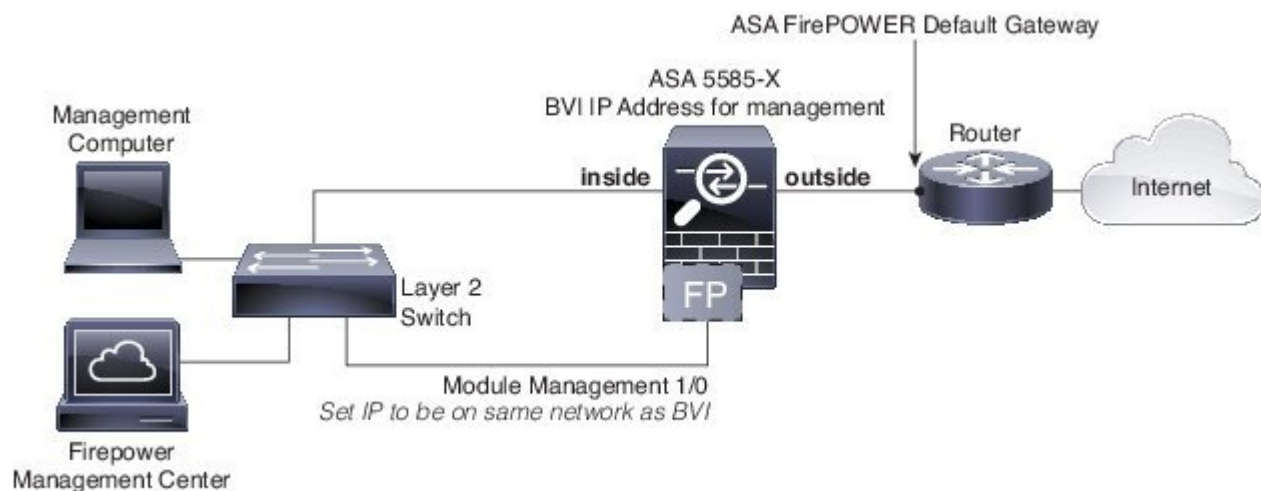 ASA FirePOWER Default Gateway
ASA 5585-X
BVI IP Address for management
Management
Computer
Router
inside
outside
Internet
Layer 2
Switch
FP
Module Management 1/0
Set IP to be on same network as BVI
Firepower
Management Center